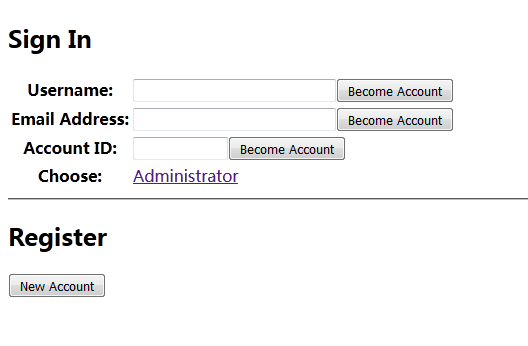 Sign In
Username: Become Account
Email Address: Become Account
Account ID: Become Account
Choose: Administrator
Register
New Account